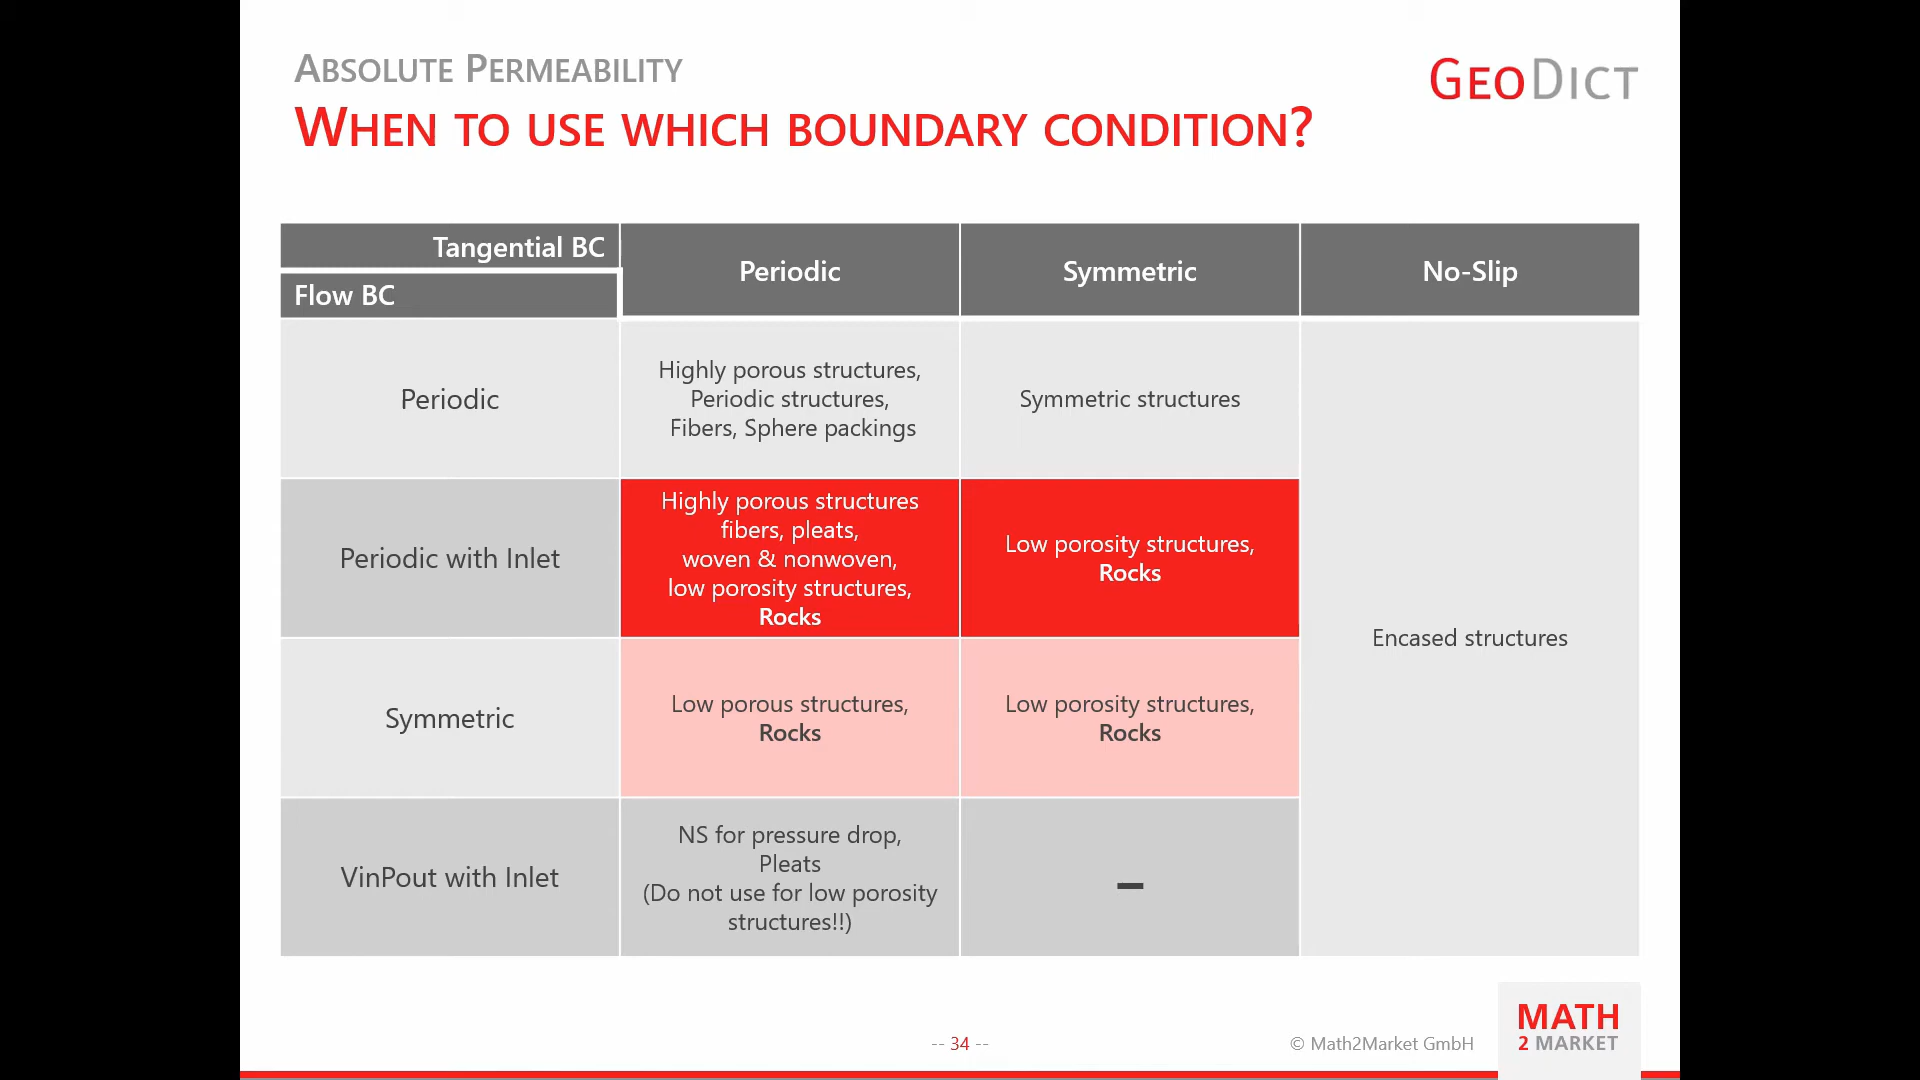 ABSOLUTE PERMEABILITY
GEODICT
WHEN TO USE WHICH BOUNDARY CONDITION?
Tangential BC
Flow BC
Periodic
Symmetric
No-Slip
Periodic
Highly porous structures,
Periodic structures,
Fibers, Sphere packings
Symmetric structures
Periodic with Inlet
Highly porous structures
fibers, pleats,
woven & nonwoven,
low porosity structures,
Rocks
Low porosity structures,
Rocks
Encased structures
Symmetric
Low porous structures,
Rocks
Low porosity structures,
Rocks
VinPout with Inlet
NS for pressure drop,
Pleats
(Do not use for low porosity
structures!!)
–
-- 34 --
© Math2Market GmbH
MATH
2 MARKET